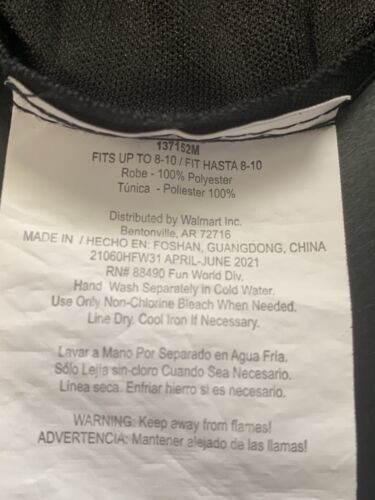 137152M
FITS UP TO 8-10 / FIT HASTA 8-10
Robe - 100% Polyester
Túnica - Poliester 100%
Distributed by Walmart Inc.
Bentonville, AR 72716
MADE IN / HECHO EN: FOSHAN, GUANGDONG, CHINA
21060HFW31 APRIL-JUNE 2021
RN# 88490 Fun World Div.
Hand Wash Separately in Cold Water.
Use Only Non-Chlorine Bleach When Needed.
Line Dry. Cool Iron If Necessary.
Lavar a Mano Por Separado en Agua Fria.
Sólo Lejía sin-cloro Cuando Sea Necesario.
Línea seca. Enfriar hierro si es necesario.
WARNING: Keep away from flames!
ADVERTENCIA: Mantener alejado de las llamas!